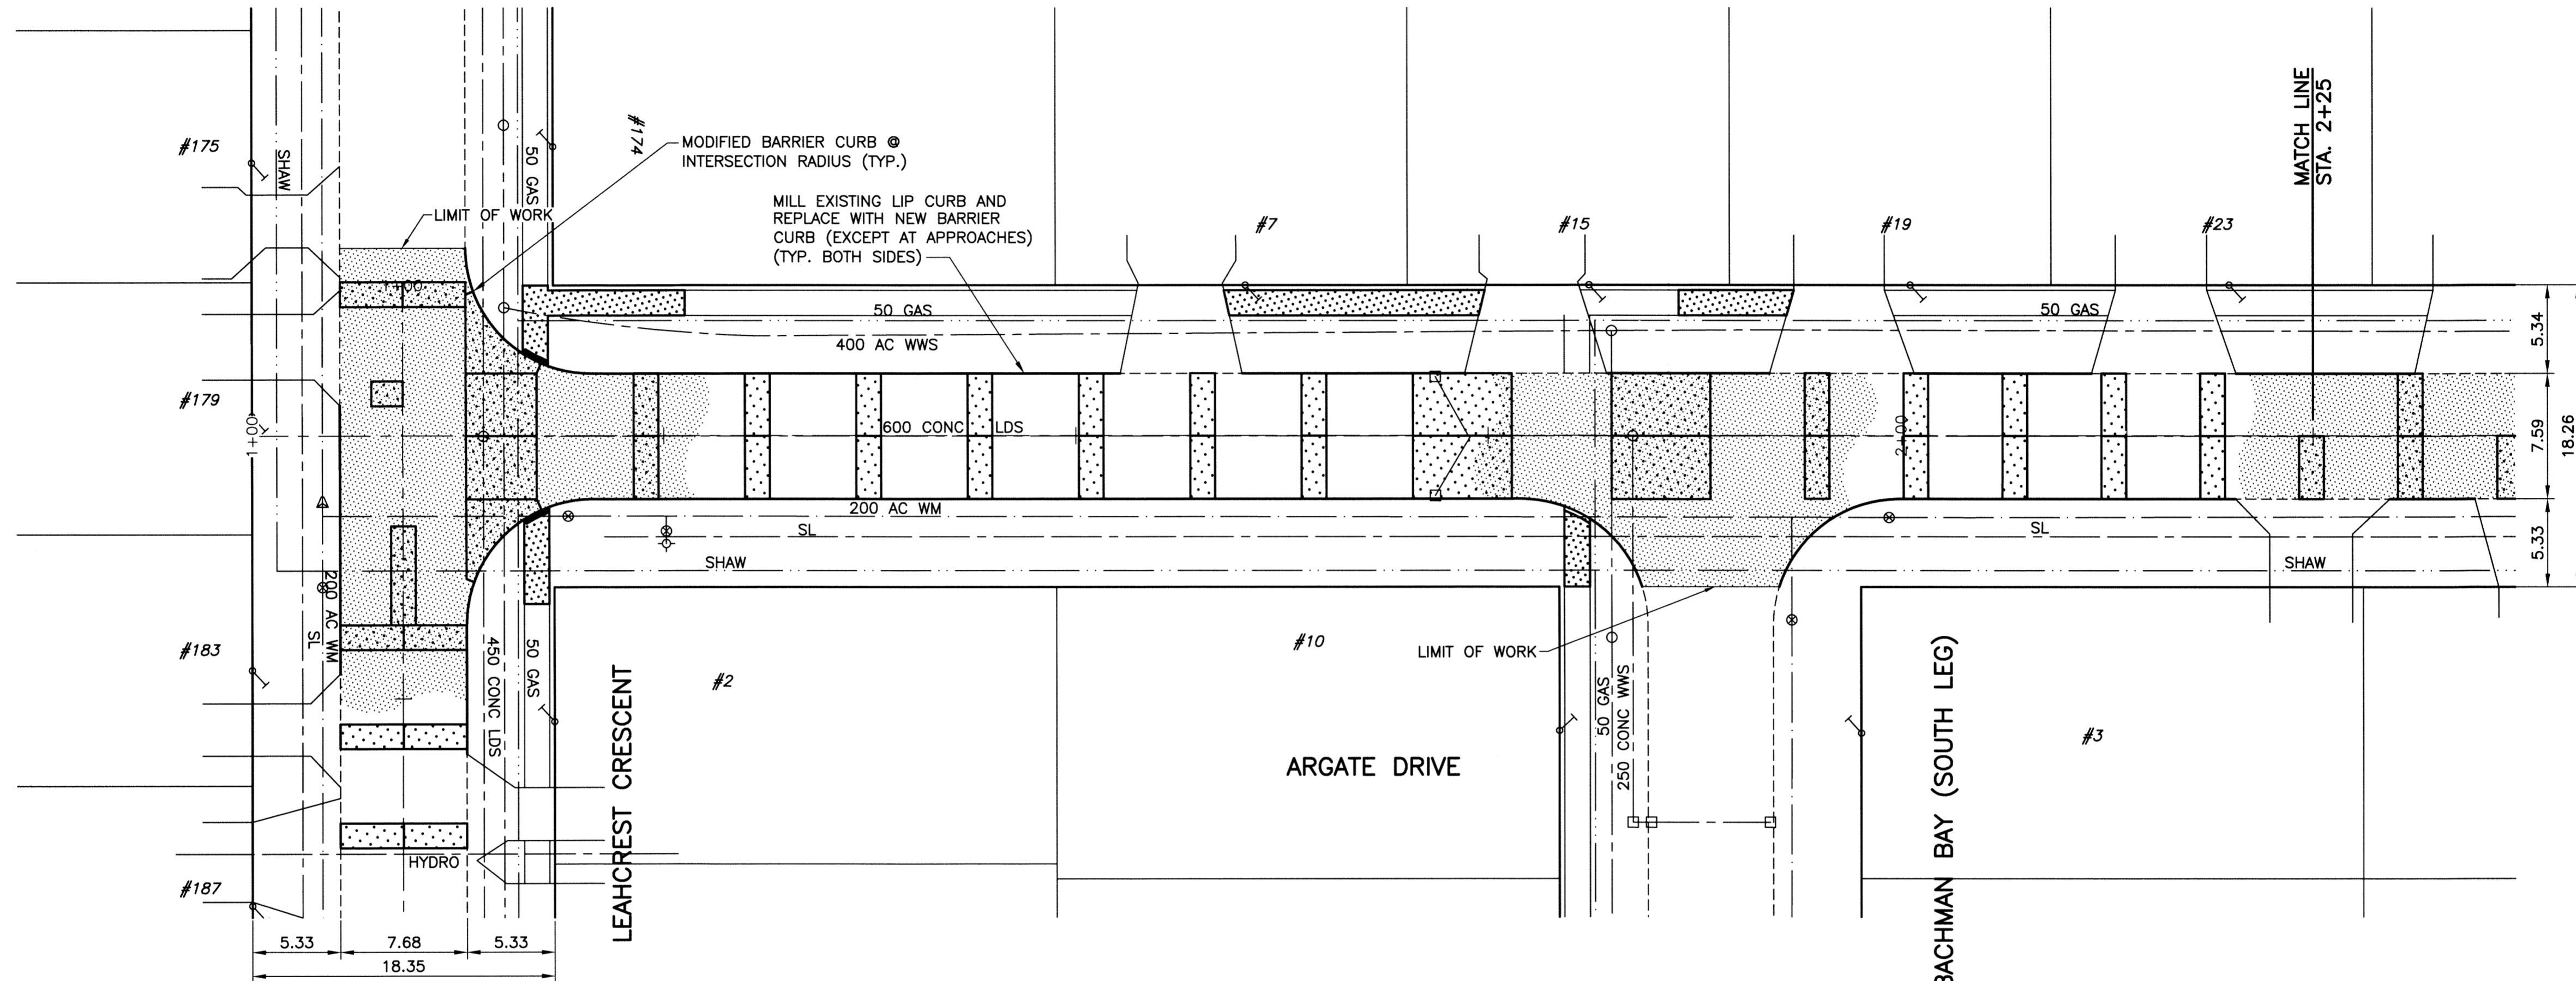 #175
SHAW
50 GAS
#174
MODIFIED BARRIER CURB @
INTERSECTION RADIUS (TYP.)
MATCH LINE
STA. 2+25
LIMIT OF WORK
MILL EXISTING LIP CURB AND
REPLACE WITH NEW BARRIER
CURB (EXCEPT AT APPROACHES)
(TYP. BOTH SIDES)
#7
#15
#19
#23
1+00
50 GAS
50 GAS
5.34
400 AC WWS
#179
1+00
600 CONC LDS
2+00
7.59
18.26
200 AC WM
SL
SL
5.33
SHAW
SHAW
200 AC WM
SL
#183
450 CONC LDS
50 GAS
LEAHCREST CRESCENT
#2
#10
LIMIT OF WORK
50 GAS
250 CONC WWS
BACHMAN BAY (SOUTH LEG)
#3
ARGATE DRIVE
HYDRO
#187
5.33
7.68
5.33
18.35